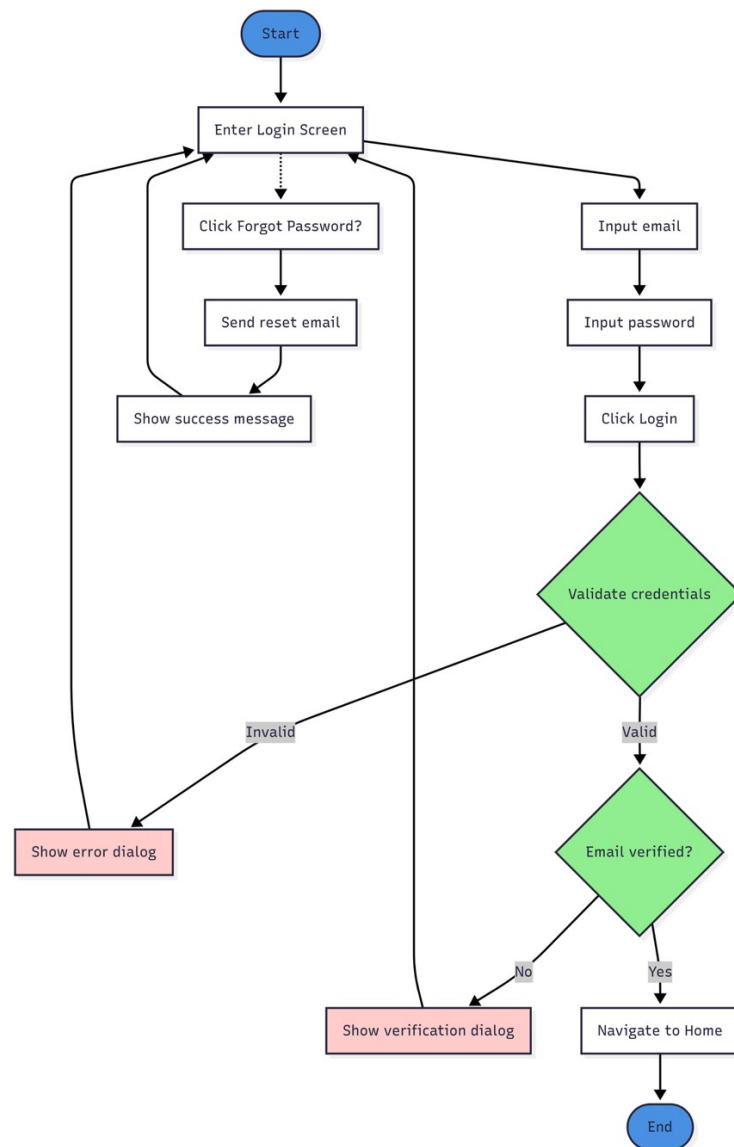 Start
Enter Login Screen
Click Forgot Password?
Input email
Send reset email
Input password
Show success message
Click Login
Validate credentials
Invalid
Valid
Show error dialog
Email verified?
No
Yes
Show verification dialog
Navigate to Home
End